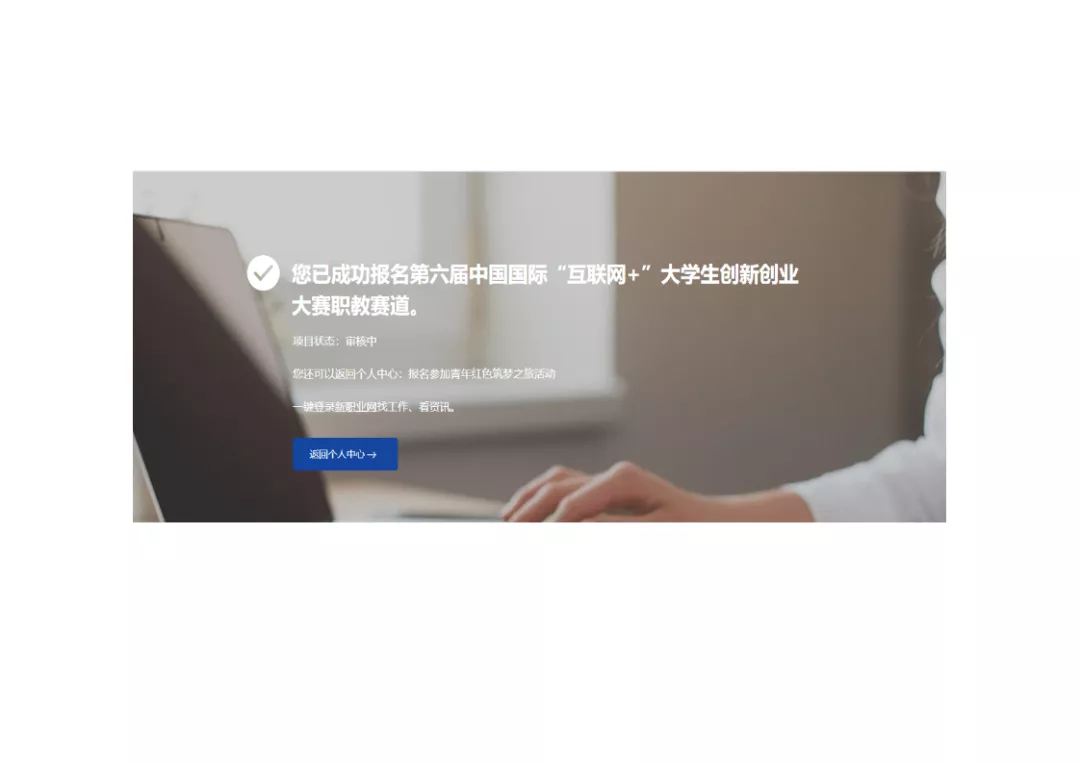 您已成功报名第六届中国国际“互联网+”大学生创新创业
大赛职教赛道。
项目状态：审核中
您还可以返回个人中心：报名参加青年红色筑梦之旅活动
一键登录新职业网找工作、看资讯。
返回个人中心→